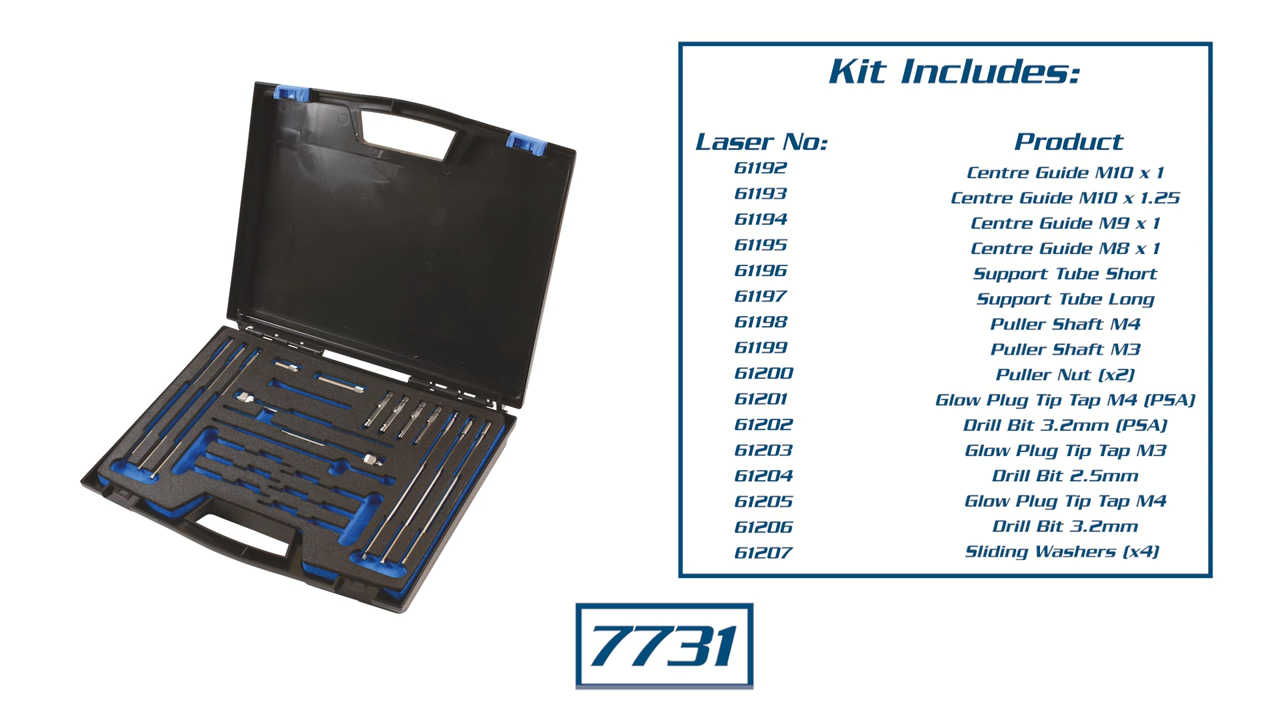 Kit Includes:
Laser No: Product
61192 Centre Guide M10 x 1
61193 Centre Guide M10 x 1.25
61194 Centre Guide M9 x 1
61195 Centre Guide M8 x 1
61196 Support Tube Short
61197 Support Tube Long
61198 Puller Shaft M4
61199 Puller Shaft M3
61200 Puller Nut (x2)
61201 Glow Plug Tip Tap M4 (PSA)
61202 Drill Bit 3.2mm (PSA)
61203 Glow Plug Tip Tap M3
61204 Drill Bit 2.5mm
61205 Glow Plug Tip Tap M4
61206 Drill Bit 3.2mm
61207 Sliding Washers (x4)
7731